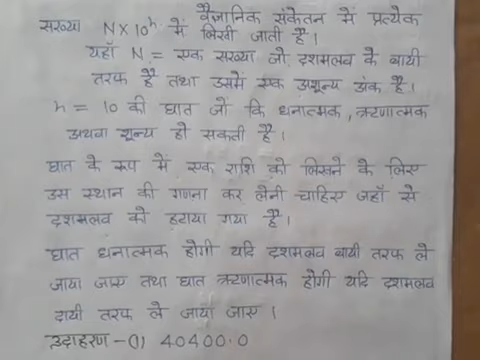 सख्या N×10ⁿ. में वैज्ञानिक संकेतन में प्रत्येक
में लिखी जाती है।
यहाँ N = एक सख्या जो दशमलव के बायी
तरफ है तथा उसमें एक अशून्य अंक है।
n = 10 की घात जो कि धनात्मक, ऋणात्मक
अथवा शून्य हो सकती है।
घात के रूप में एक राशि को लिखने के लिए
उस स्थान की गणना कर लेनी चाहिए जहाँ से
दशमलव को हटाया गया है।
घात धनात्मक होगी यदि दशमलव बायी तरफ ले
जाया जाए तथा घात ऋणात्मक होगी यदि दशमलव
दायी तरफ ले जाया जाए।
उदाहरण -(1) 40400.0